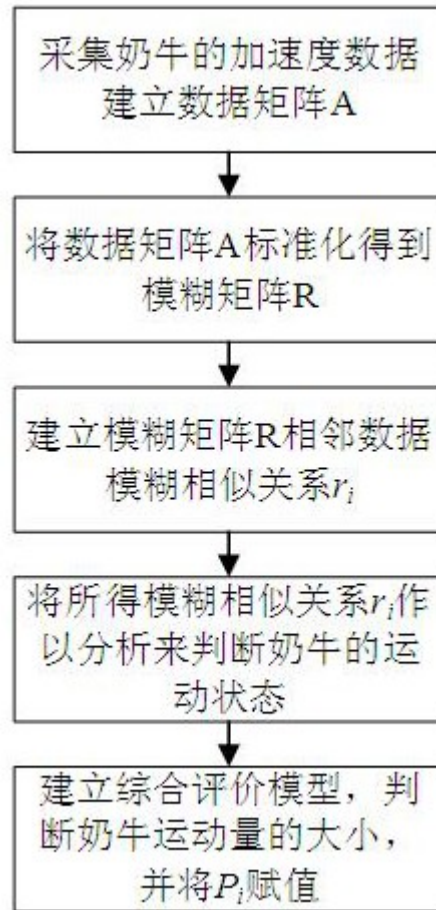 采集奶牛的加速度数据
建立数据矩阵A
将数据矩阵A标准化得到
模糊矩阵R
建立模糊矩阵R相邻数据
模糊相似关系ri
将所得模糊相似关系ri作
以分析来判断奶牛的运
动状态
建立综合评价模型，判
断奶牛运动量的大小，
并将Pi赋值